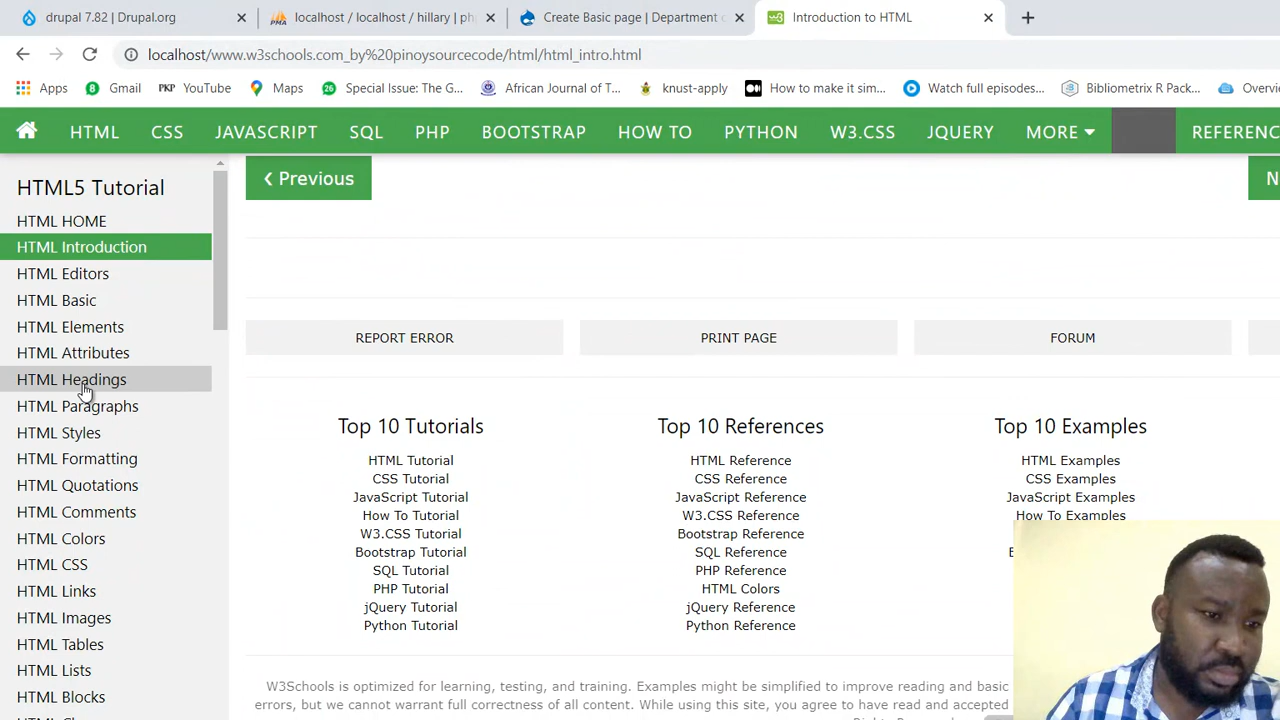 drupal 7.82 | Drupal.org
localhost / localhost / hillary | ph
Create Basic page | Department c
Introduction to HTML
localhost/www.w3schools.com_by%20pinoysourcecode/html/html_intro.html
Apps
Gmail
PKP YouTube
Maps
Special Issue: The G...
African Journal of T...
knust-apply
How to make it sim...
Watch full episodes...
Bibliometrix R Pack...
Overvi
HTML CSS JAVASCRIPT SQL PHP BOOTSTRAP HOW TO PYTHON W3.CSS JQUERY MORE REFERENC
HTML5 Tutorial
HTML HOME
HTML Introduction
HTML Editors
HTML Basic
HTML Elements
HTML Attributes
HTML Headings
HTML Paragraphs
HTML Styles
HTML Formatting
HTML Quotations
HTML Comments
HTML Colors
HTML CSS
HTML Links
HTML Images
HTML Tables
HTML Lists
HTML Blocks
❮ Previous
N
REPORT ERROR
PRINT PAGE
FORUM
Top 10 Tutorials
HTML Tutorial
CSS Tutorial
JavaScript Tutorial
How To Tutorial
W3.CSS Tutorial
Bootstrap Tutorial
SQL Tutorial
PHP Tutorial
jQuery Tutorial
Python Tutorial
Top 10 References
HTML Reference
CSS Reference
JavaScript Reference
W3.CSS Reference
Bootstrap Reference
SQL Reference
PHP Reference
HTML Colors
jQuery Reference
Python Reference
Top 10 Examples
HTML Examples
CSS Examples
JavaScript Examples
How To Examples
W3Schools is optimized for learning, testing, and training. Examples might be simplified to improve reading and basic
errors, but we cannot warrant full correctness of all content. While using this site, you agree to have read and accepted